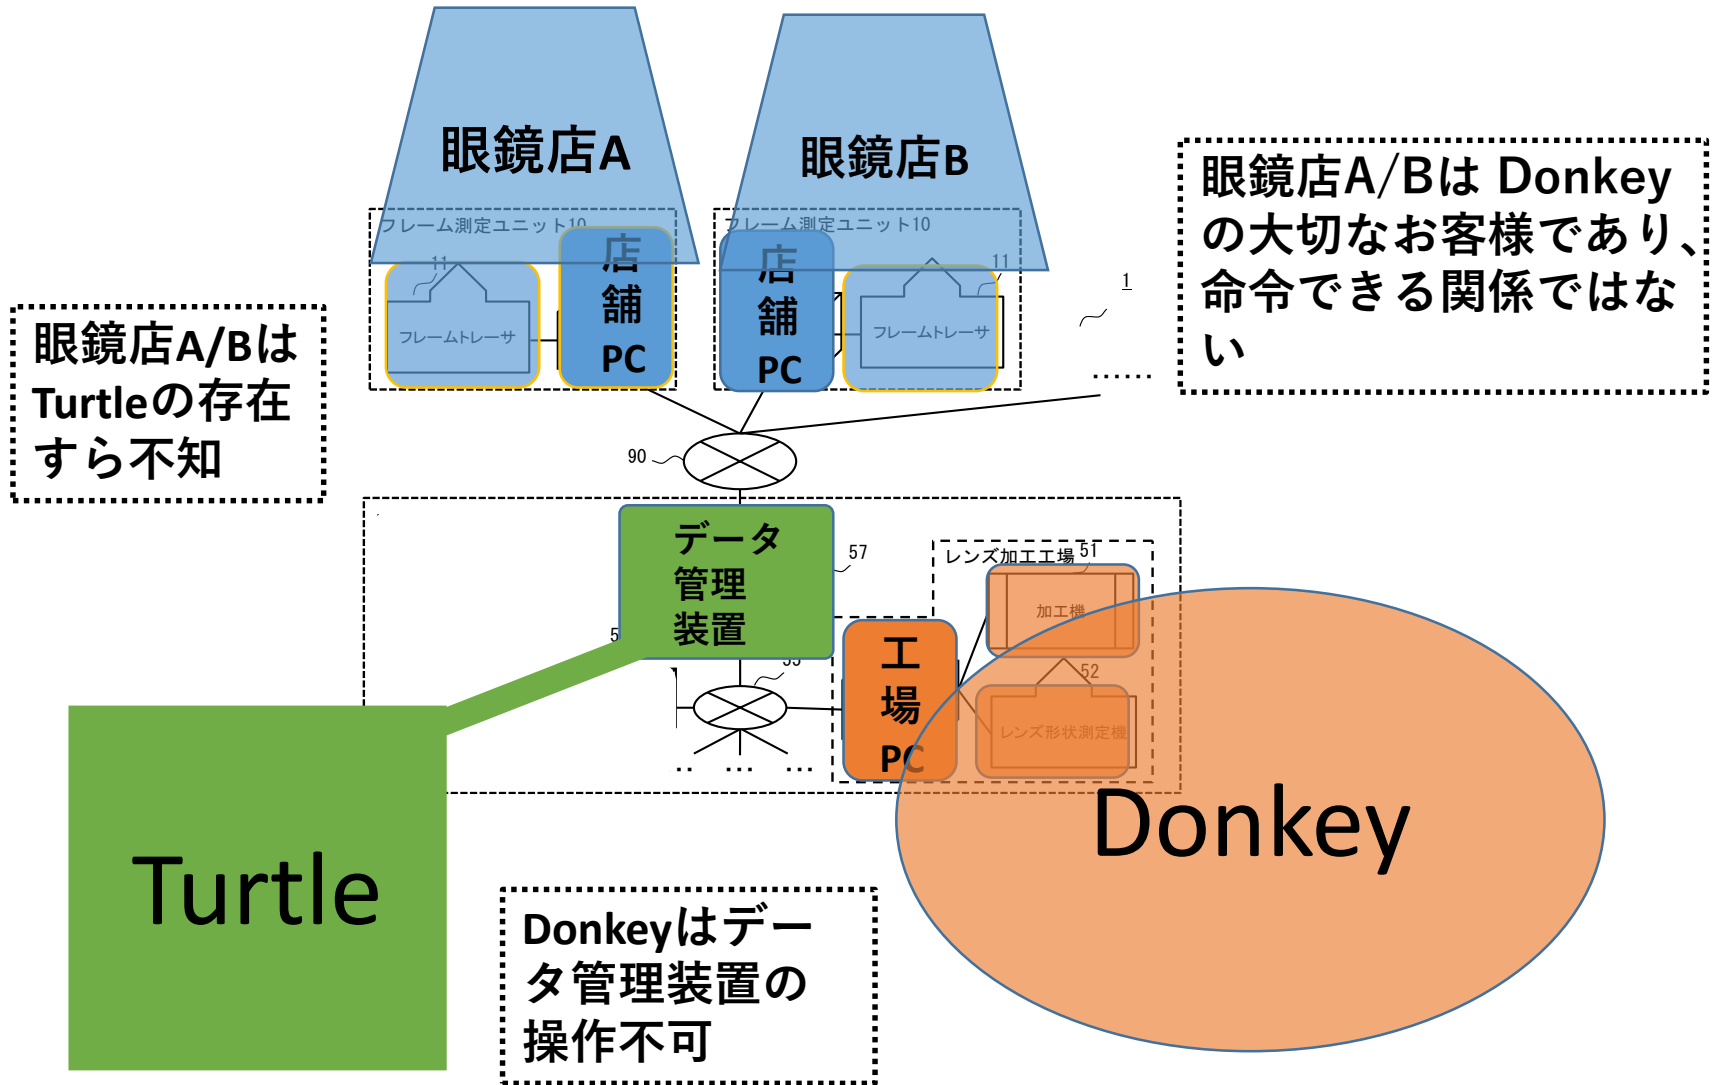 眼鏡店A
眼鏡店B
フレーム測定ユニット10
フレーム測定ユニット10
11
11
店
舗
PC
店
舗
PC
フレームトレーサ
フレームトレーサ
1
……
眼鏡店A/Bは Donkey
の大切なお客様であり、
命令できる関係ではな
い
眼鏡店A/Bは
Turtleの存在
すら不知
90
データ
管理
装置
57
レンズ加工工場
51
加工機
52
レンズ形状測定機
工
場
PC
… … …
Turtle
Donkey
Donkeyはデー
タ管理装置の
操作不可